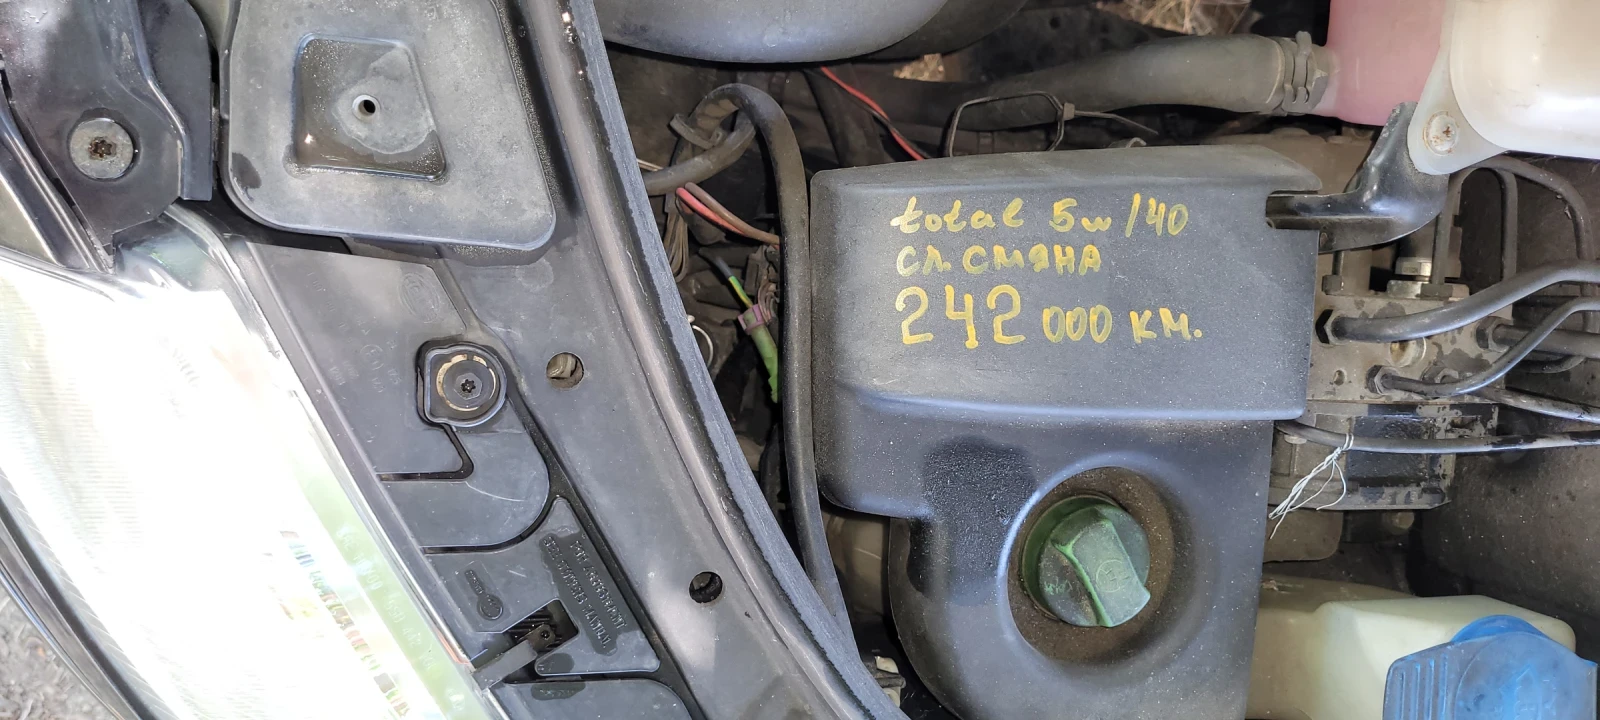 total 5w/40
сл. смяна
242 000 км.